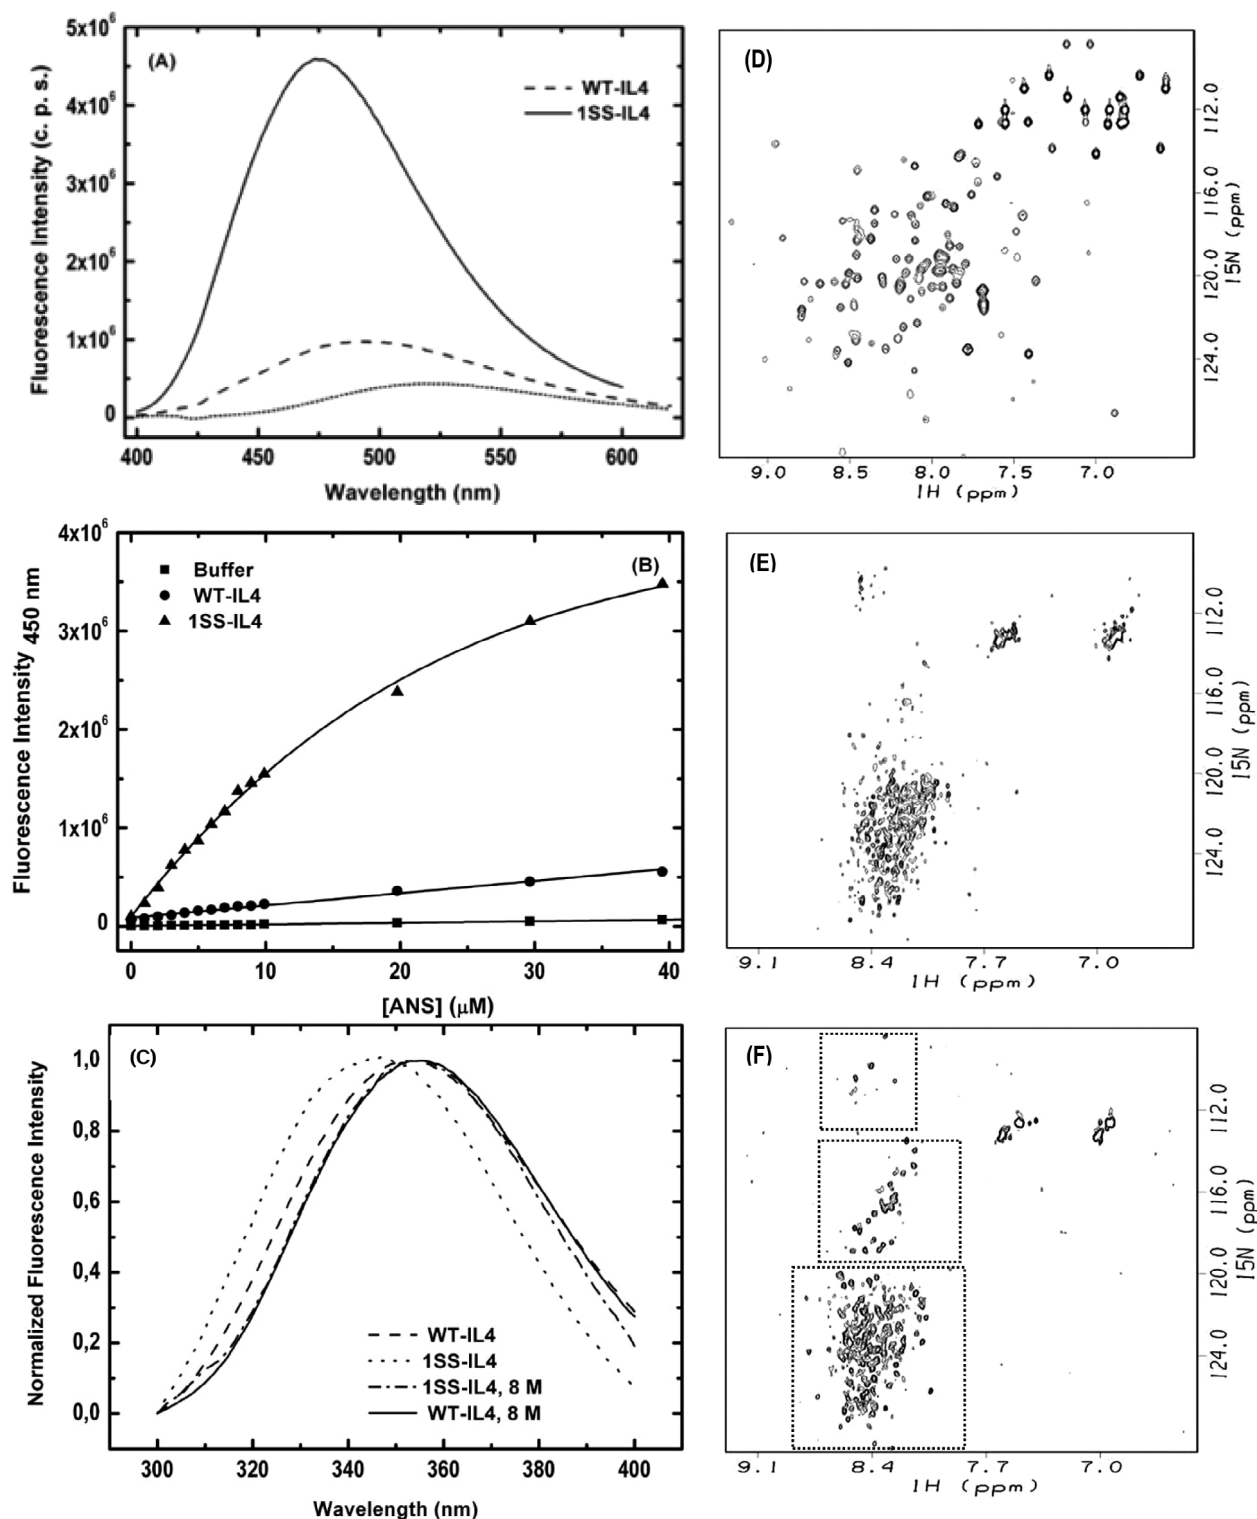 (A)
WT-IL4
1SS-IL4
5x10⁶
4x10⁶
3x10⁶
2x10⁶
1x10⁶
0
Fluorescence Intensity (c. p. s.)
400 450 500 550 600
Wavelength (nm)
(D)
112.0
116.0
120.0
124.0
15N (ppm)
9.0 8.5 8.0 7.5 7.0
1H (ppm)
(B)
Buffer
WT-IL4
1SS-IL4
4x10⁶
3x10⁶
2x10⁶
1x10⁶
0
Fluorescence Intensity 450 nm
0 10 20 30 40
[ANS] (μM)
(E)
112.0
116.0
120.0
124.0
15N (ppm)
9.1 8.4 7.7 7.0
1H (ppm)
(C)
1,0
0,8
0,6
0,4
0,2
0,0
Normalized Fluorescence Intensity
WT-IL4
1SS-IL4
1SS-IL4, 8 M
WT-IL4, 8 M
300 320 340 360 380 400
Wavelength (nm)
(F)
112.0
116.0
120.0
124.0
15N (ppm)
9.1 8.4 7.7 7.0
1H (ppm)